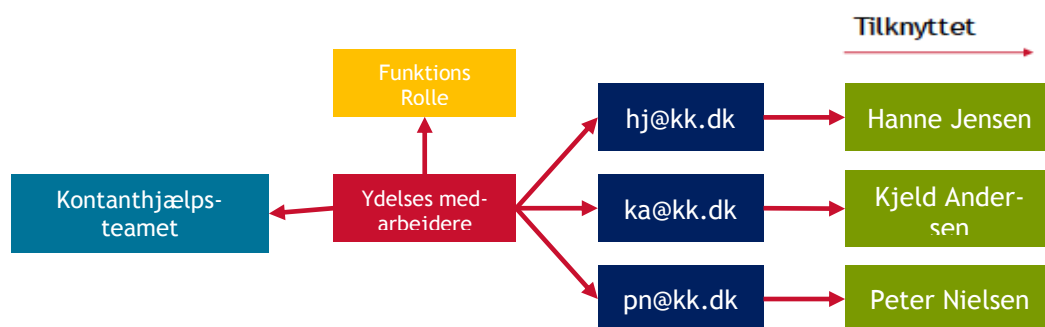 Tilknyttet
Funktions
Rolle
hj@kk.dk
Hanne Jensen
Kontanthjælps-
teamet
Ydelses med-
arbejdere
ka@kk.dk
Kjeld Ander-
sen
pn@kk.dk
Peter Nielsen